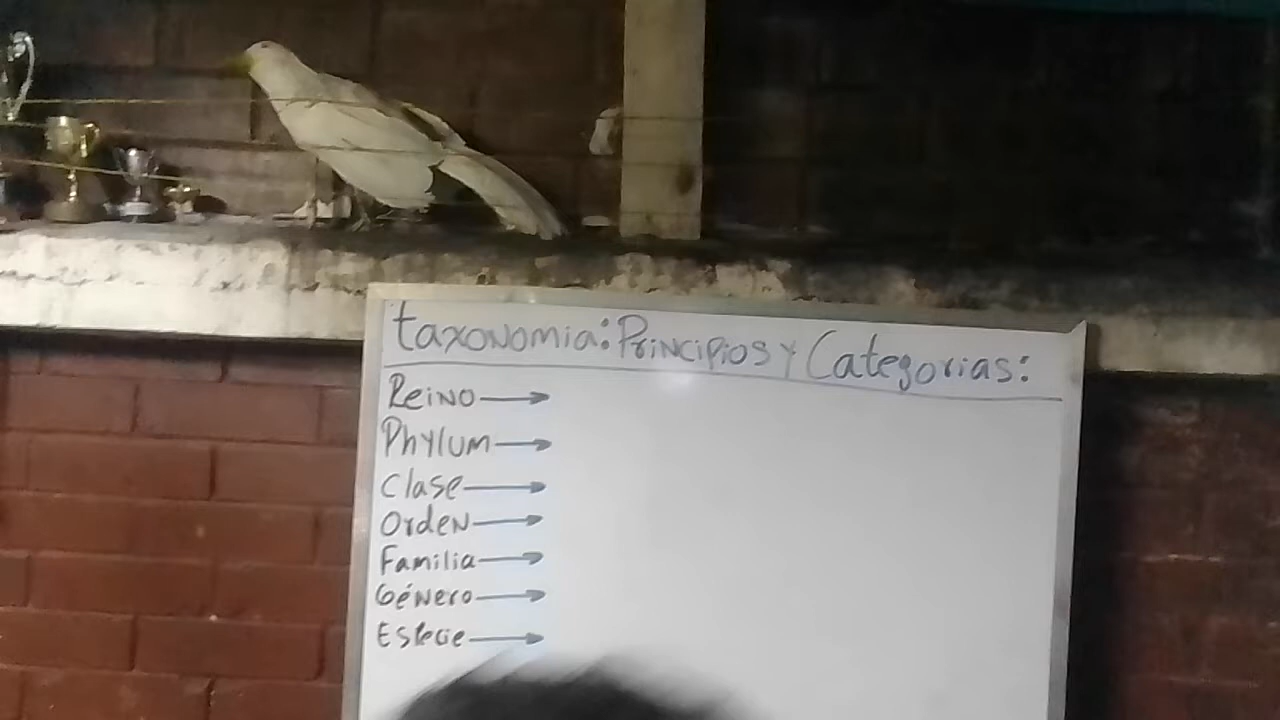 taxonomia: Principios y Categorias:
Reino →
Phylum →
Clase →
Orden →
Familia →
Género →
Especie →